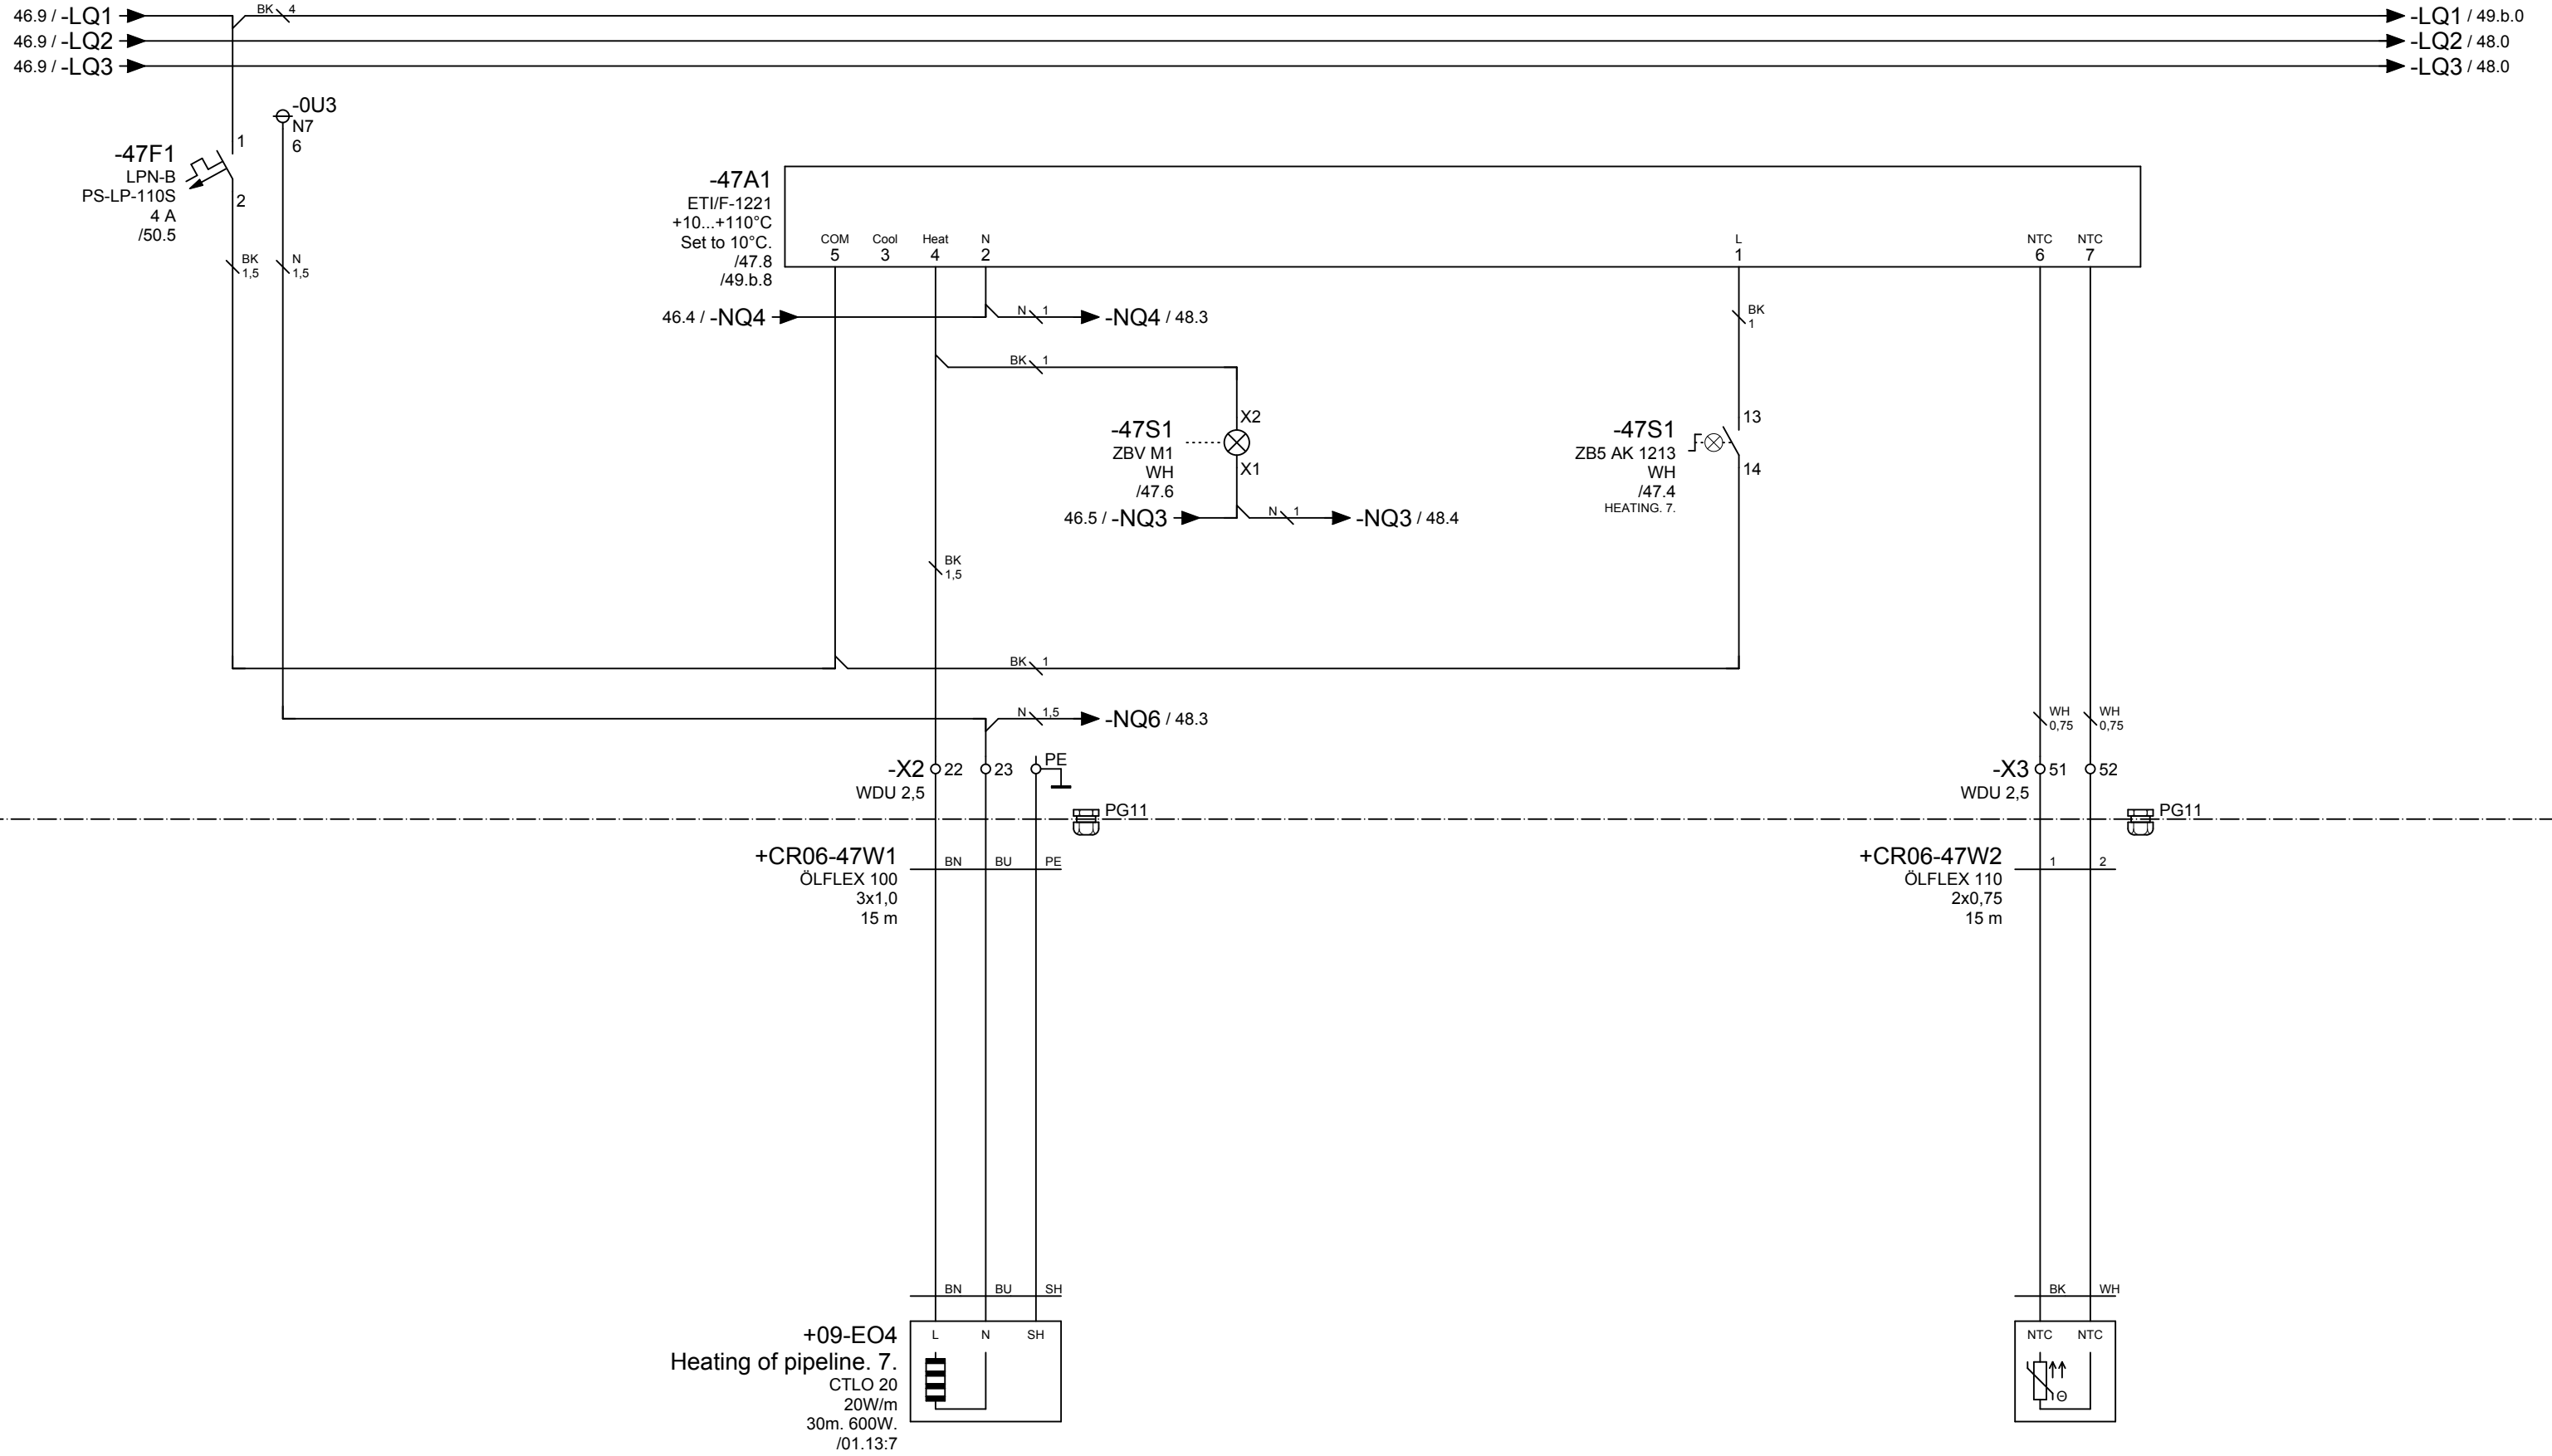 46.9 / -LQ1
BK 4
-LQ1 / 49.b.0
46.9 / -LQ2
-LQ2 / 48.0
46.9 / -LQ3
-LQ3 / 48.0
-0U3
N7
6
1
-47F1
LPN-B
PS-LP-110S
4 A
/50.5
2
BK
1,5
N
1,5
-47A1
ETI/F-1221
+10...+110°C
Set to 10°C.
/47.8
/49.b.8
COM Cool Heat N L NTC NTC
5 3 4 2 1 6 7
46.4 / -NQ4
N 1
-NQ4 / 48.3
BK
1
BK 1
X2
-47S1
ZBV M1
WH
/47.6
X1
13
-47S1
ZB5 AK 1213
WH
/47.4
HEATING. 7.
14
46.5 / -NQ3
N 1
-NQ3 / 48.4
BK
1,5
BK 1
N 1,5
-NQ6 / 48.3
WH
0,75
WH
0,75
-X2 22 23 PE
WDU 2,5
-X3 51 52
WDU 2,5
PG11
PG11
+CR06-47W1
ÖLFLEX 100
3x1,0
15 m
BN BU PE
+CR06-47W2
ÖLFLEX 110
2x0,75
15 m
1 2
BN BU SH
BK WH
+09-EO4
Heating of pipeline. 7.
CTLO 20
20W/m
30m. 600W.
/01.13:7
L N SH
NTC NTC
Θ